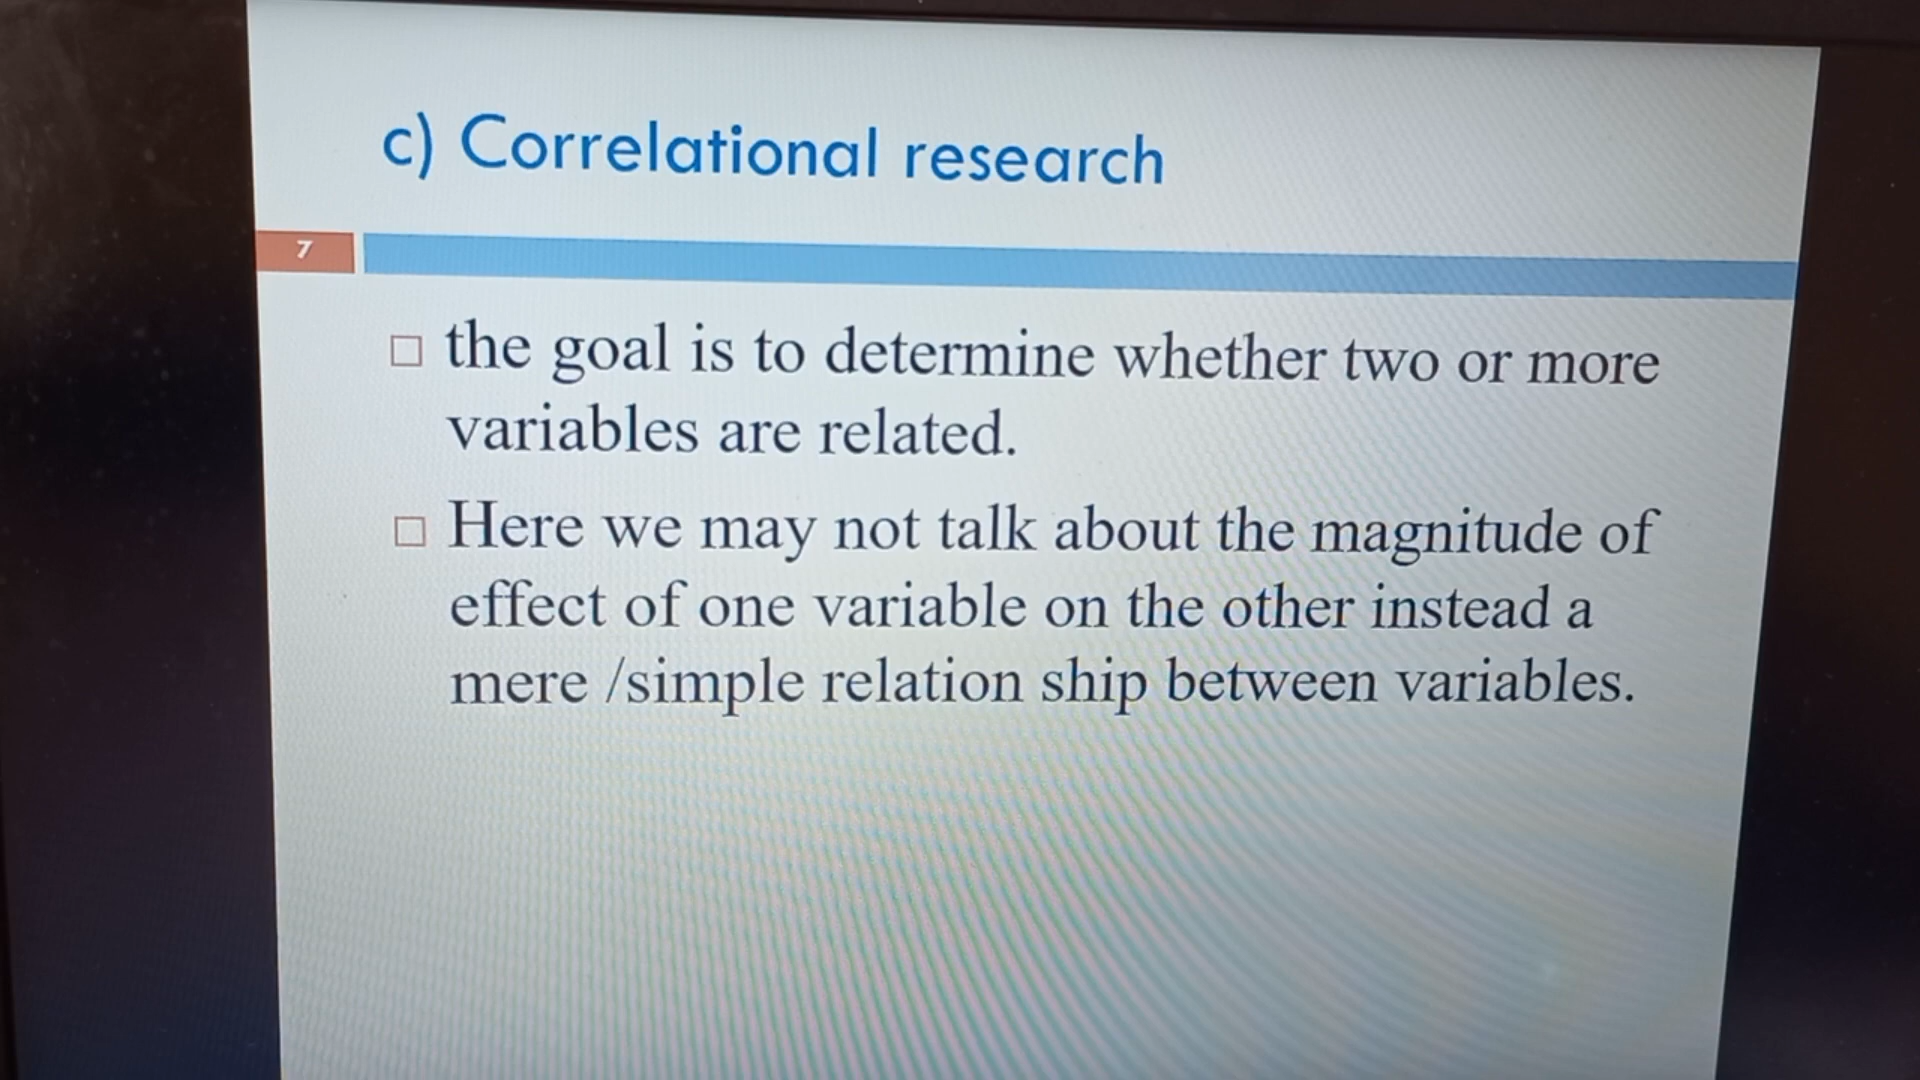 c) Correlational research
7
the goal is to determine whether two or more
variables are related.
Here we may not talk about the magnitude of
effect of one variable on the other instead a
mere /simple relation ship between variables.